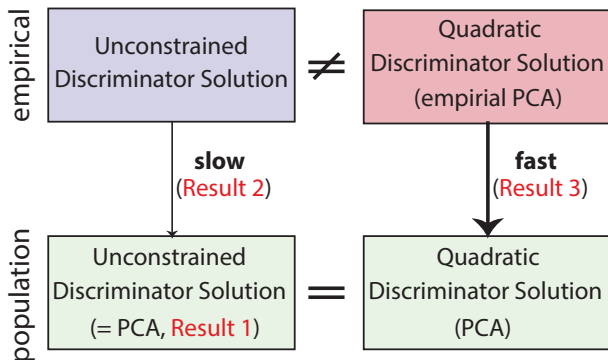 empirical
Unconstrained
Discriminator Solution
≠
Quadratic
Discriminator Solution
(empirial PCA)
slow
(Result 2)
fast
(Result 3)
population
Unconstrained
Discriminator Solution
(= PCA, Result 1)
=
Quadratic
Discriminator Solution
(PCA)